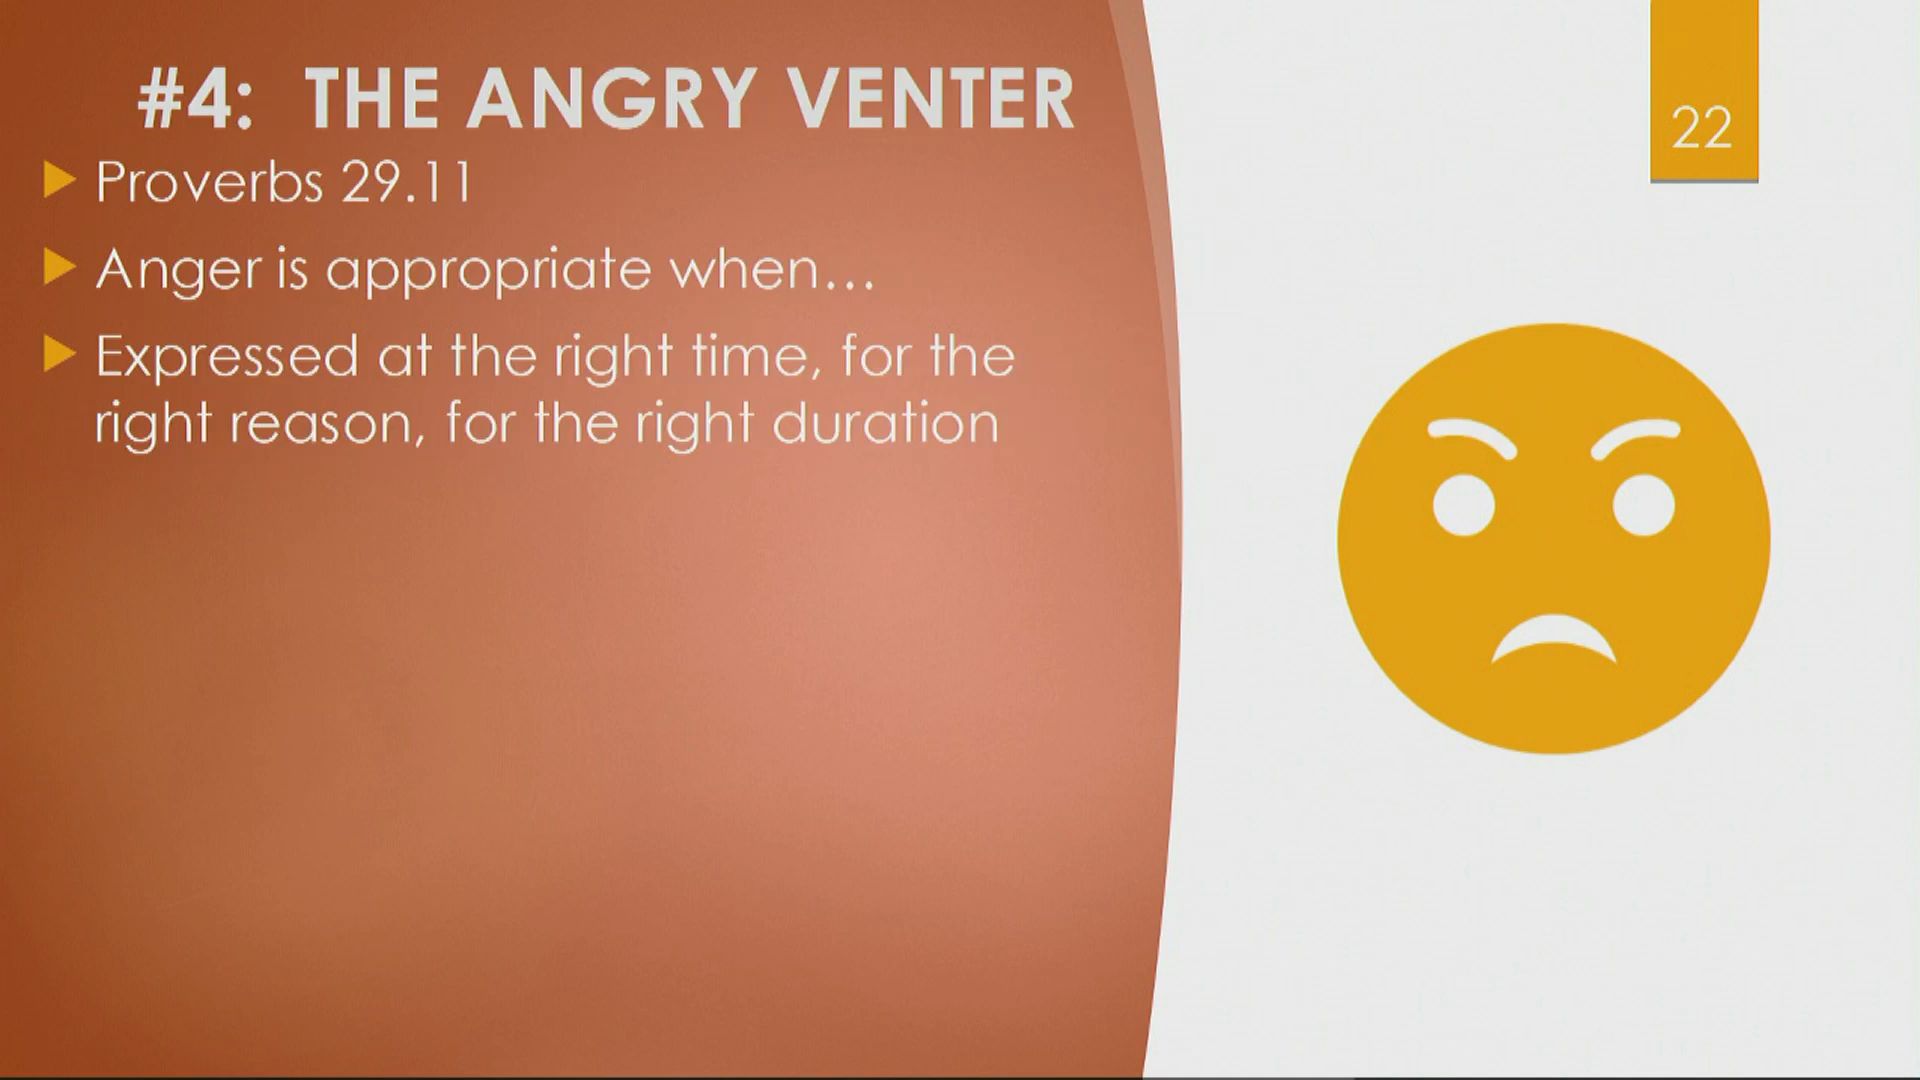 #4: THE ANGRY VENTER
22
Proverbs 29.11
Anger is appropriate when…
Expressed at the right time, for the
right reason, for the right duration